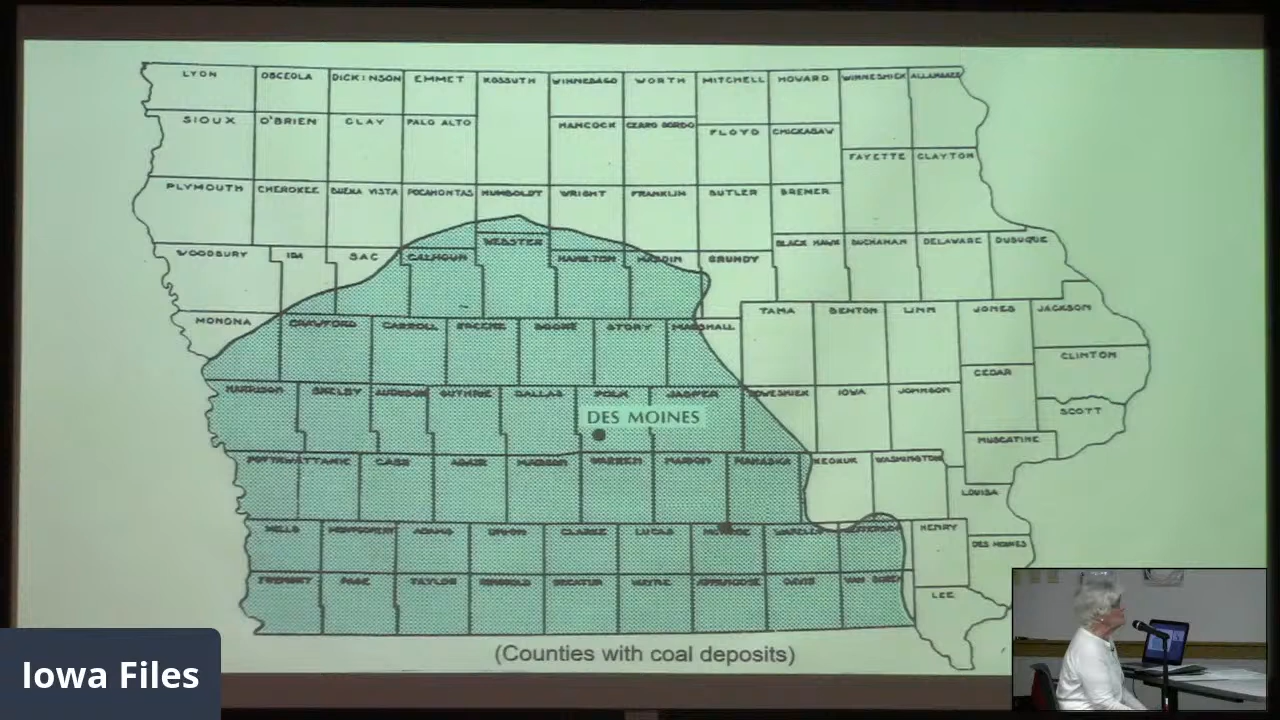 LYON OSCEOLA DICKINSON EMMET KOSSUTH WINNEBAGO WORTH MITCHELL HOWARD WINNESHIEK ALLAMAKEE
SIOUX O'BRIEN CLAY PALO ALTO HANCOCK CERRO GORDO FLOYD CHICKASAW
FAYETTE CLAYTON
PLYMOUTH CHEROKEE BUENA VISTA POCAHONTAS HUMBOLDT WRIGHT FRANKLIN BUTLER BREMER
WOODBURY IDA SAC CALHOUN WEBSTER HAMILTON HARDIN GRUNDY BLACK HAWK BUCHANAN DELAWARE DUBUQUE
MONONA CRAWFORD CARROLL GREENE BOONE STORY MARSHALL TAMA BENTON LINN JONES JACKSON
CLINTON
CEDAR
HARRISON SHELBY AUDUBON GUTHRIE DALLAS POLK JASPER POWESHIEK IOWA JOHNSON
SCOTT
DES MOINES
MUSCATINE
POTTAWATTAMIE CASS ADAIR MADISON WARREN MARION MAHASKA KEOKUK WASHINGTON
LOUISA
MILLS MONTGOMERY ADAMS UNION CLARKE LUCAS MONROE WAPELLO JEFFERSON HENRY
DES MOINES
FREMONT PAGE TAYLOR RINGGOLD DECATUR WAYNE APPANOOSE DAVIS VAN BUREN
LEE
(Counties with coal deposits)
Iowa Files